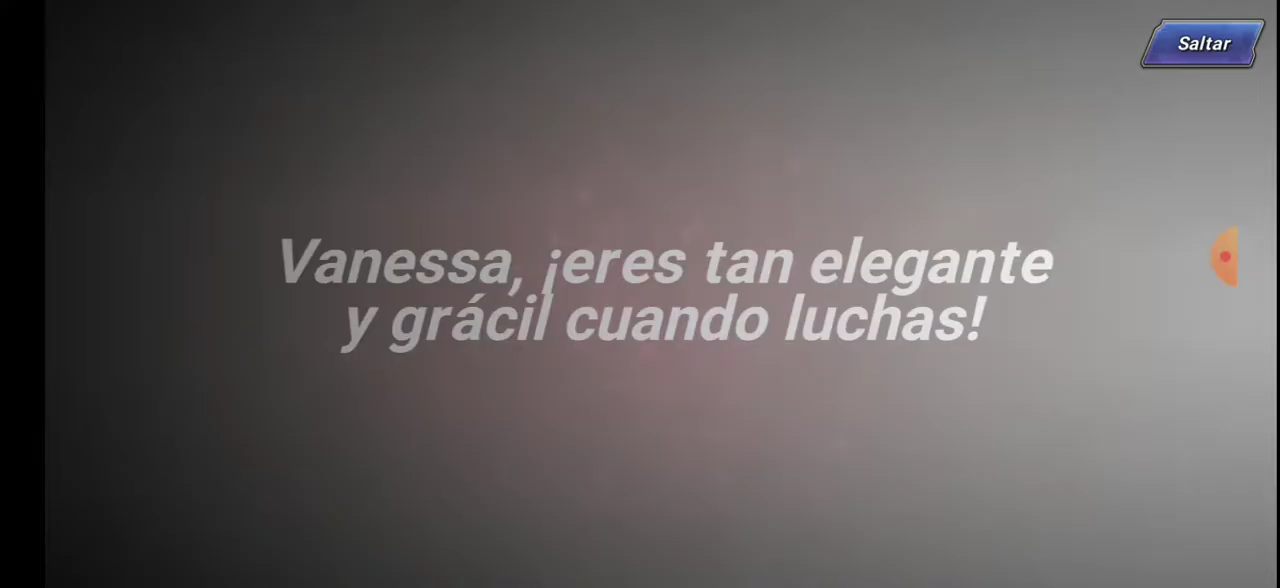 Saltar
Vanessa, ¡eres tan elegante
y grácil cuando luchas!